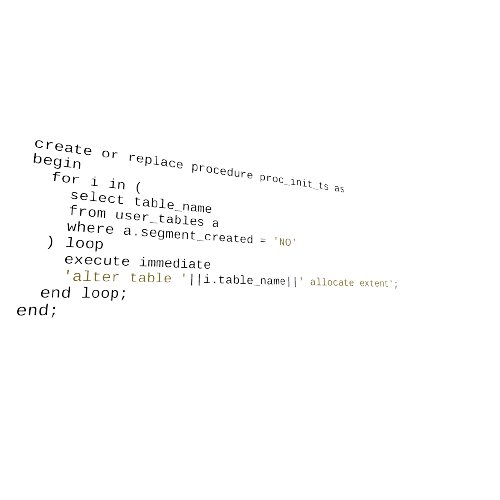 create or replace procedure proc_init_ts as
begin
for i in (
select table_name
from user_tables a
where a.segment_created = 'NO'
) loop
execute immediate
'alter table '||i.table_name||' allocate extent';
end loop;
end;